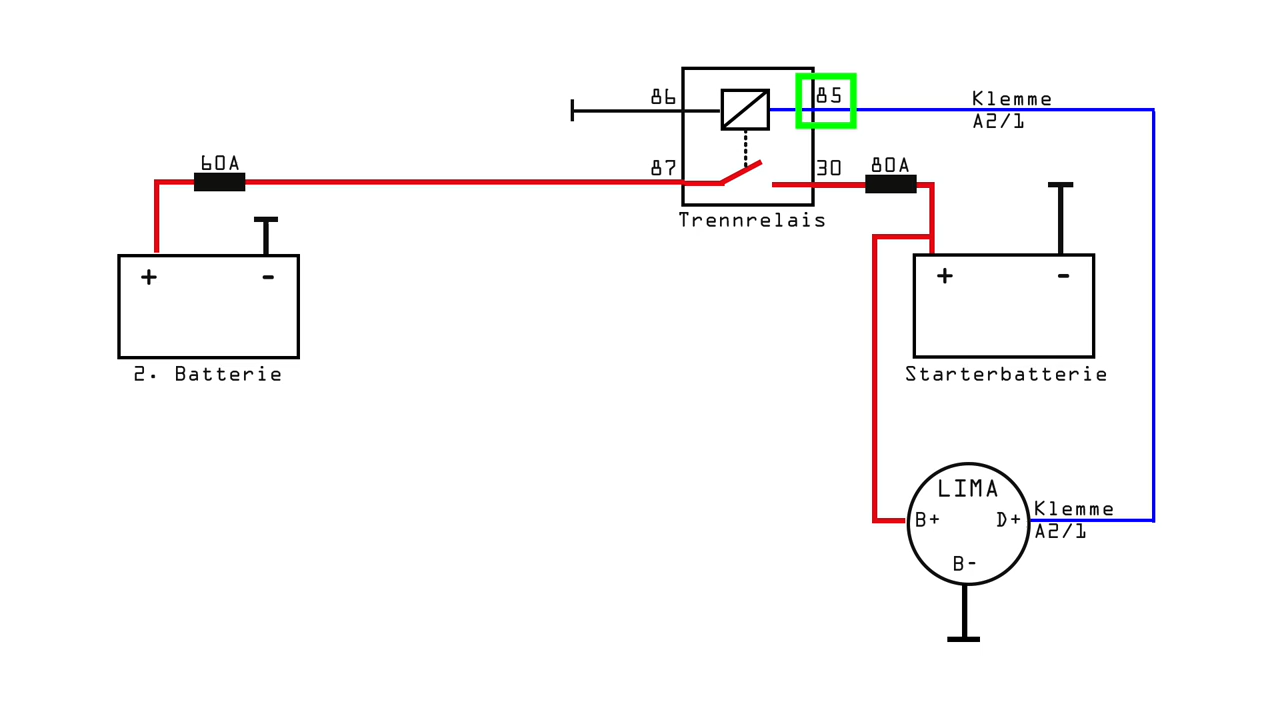 86
85
Klemme
A2/1
60A
87
30
80A
Trennrelais
+
-
+
-
2. Batterie
Starterbatterie
LIMA
B+
D+
Klemme
A2/1
B-